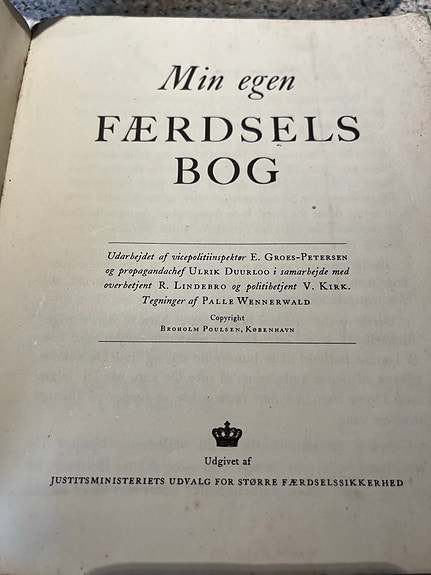 Min egen
FÆRDSELS
BOG
Udarbejdet af vicepolitiinspektør E. GROES-PETERSEN
og propagandachef ULRIK DUURLOO i samarbejde med
overbetjent R. LINDEBRO og politibetjent V. KIRK.
Tegninger af PALLE WENNERWALD
Copyright
BROHOLM POULSEN, KØBENHAVN
Udgivet af
JUSTITSMINISTERIETS UDVALG FOR STØRRE FÆRDSELSSIKKERHED